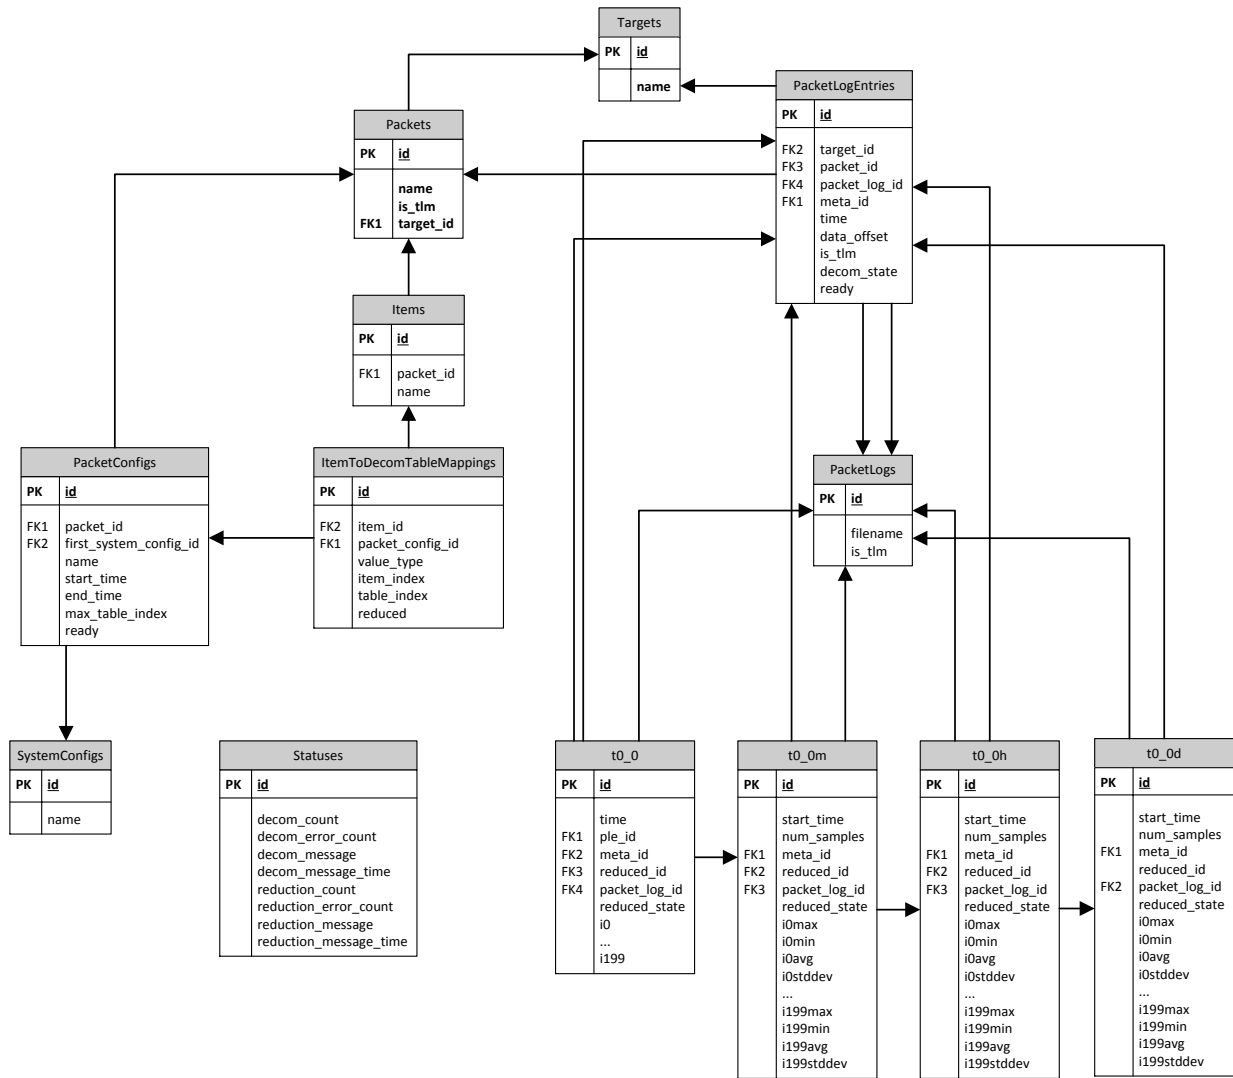 Targets
PK id
name
PacketLogEntries
PK id
FK2 target_id
FK3 packet_id
FK4 packet_log_id
FK1 meta_id
time
data_offset
is_tlm
decom_state
ready
Packets
PK id
name
is_tlm
FK1 target_id
Items
PK id
FK1 packet_id
name
PacketConfigs
PK id
FK1 packet_id
FK2 first_system_config_id
name
start_time
end_time
max_table_index
ready
ItemToDecomTableMappings
PK id
FK2 item_id
FK1 packet_config_id
value_type
item_index
table_index
reduced
PacketLogs
PK id
filename
is_tlm
SystemConfigs
PK id
name
Statuses
PK id
decom_count
decom_error_count
decom_message
decom_message_time
reduction_count
reduction_error_count
reduction_message
reduction_message_time
t0_0
PK id
time
FK1 ple_id
FK2 meta_id
FK3 reduced_id
FK4 packet_log_id
reduced_state
i0
...
i199
t0_0m
PK id
start_time
num_samples
FK1 meta_id
FK2 reduced_id
FK3 packet_log_id
reduced_state
i0max
i0min
i0avg
i0stddev
...
i199max
i199min
i199avg
i199stddev
t0_0h
PK id
start_time
num_samples
FK1 meta_id
FK2 reduced_id
FK3 packet_log_id
reduced_state
i0max
i0min
i0avg
i0stddev
...
i199max
i199min
i199avg
i199stddev
t0_0d
PK id
start_time
num_samples
FK1 meta_id
reduced_id
FK2 packet_log_id
reduced_state
i0max
i0min
i0avg
i0stddev
...
i199max
i199min
i199avg
i199stddev